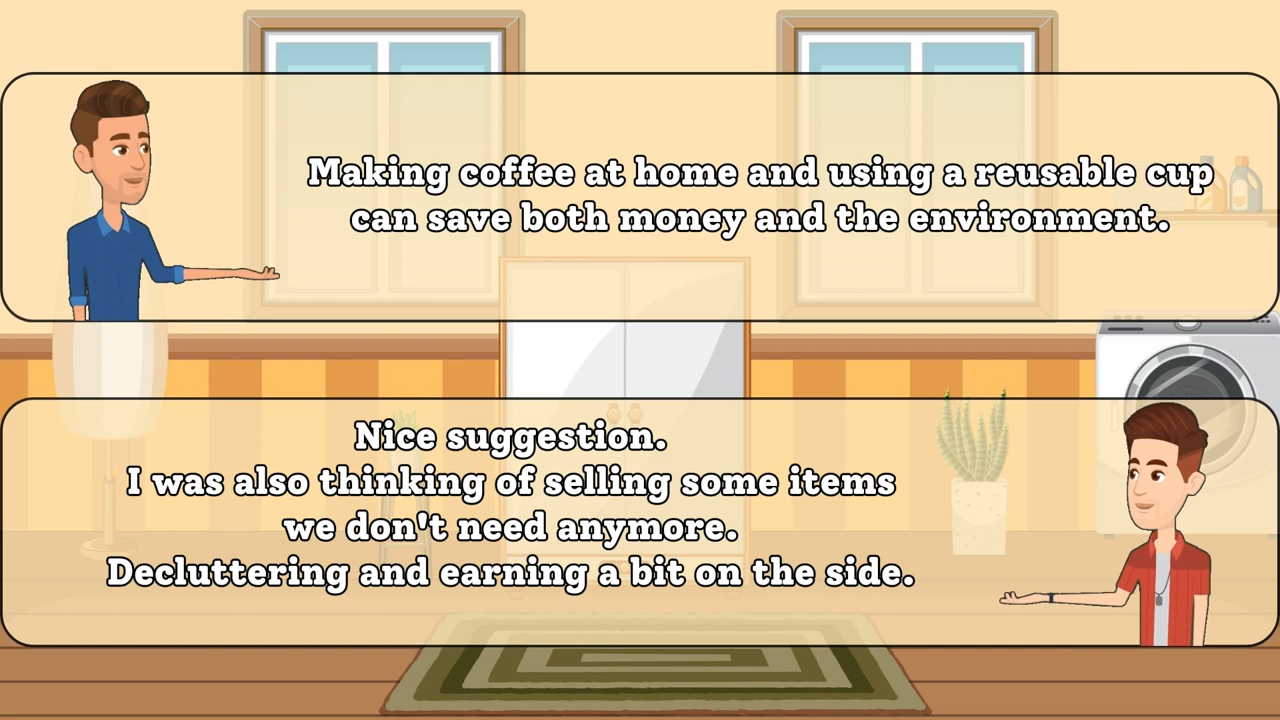 Making coffee at home and using a reusable cup
can save both money and the environment.
Nice suggestion.
I was also thinking of selling some items
we don't need anymore.
Decluttering and earning a bit on the side.